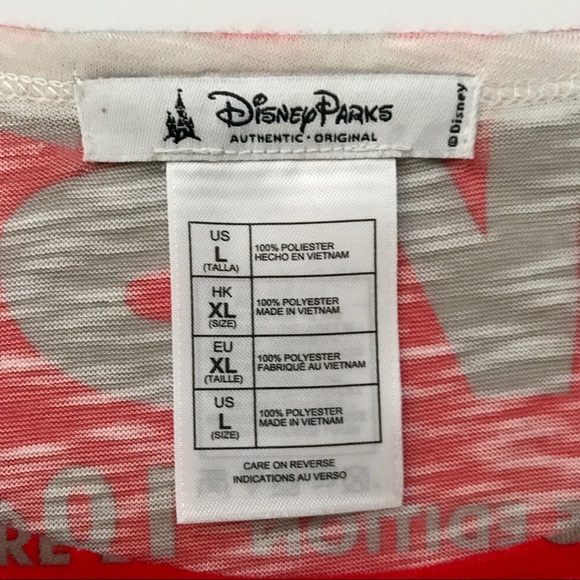 Disney Parks
AUTHENTIC • ORIGINAL
©Disney
US
L
(TALLA)
100% POLIESTER
HECHO EN VIETNAM
HK
XL
(SIZE)
100% POLYESTER
MADE IN VIETNAM
EU
XL
(TAILLE)
100% POLYESTER
FABRIQUÉ AU VIETNAM
US
L
(SIZE)
100% POLYESTER
MADE IN VIETNAM
CARE ON REVERSE
INDICATIONS AU VERSO